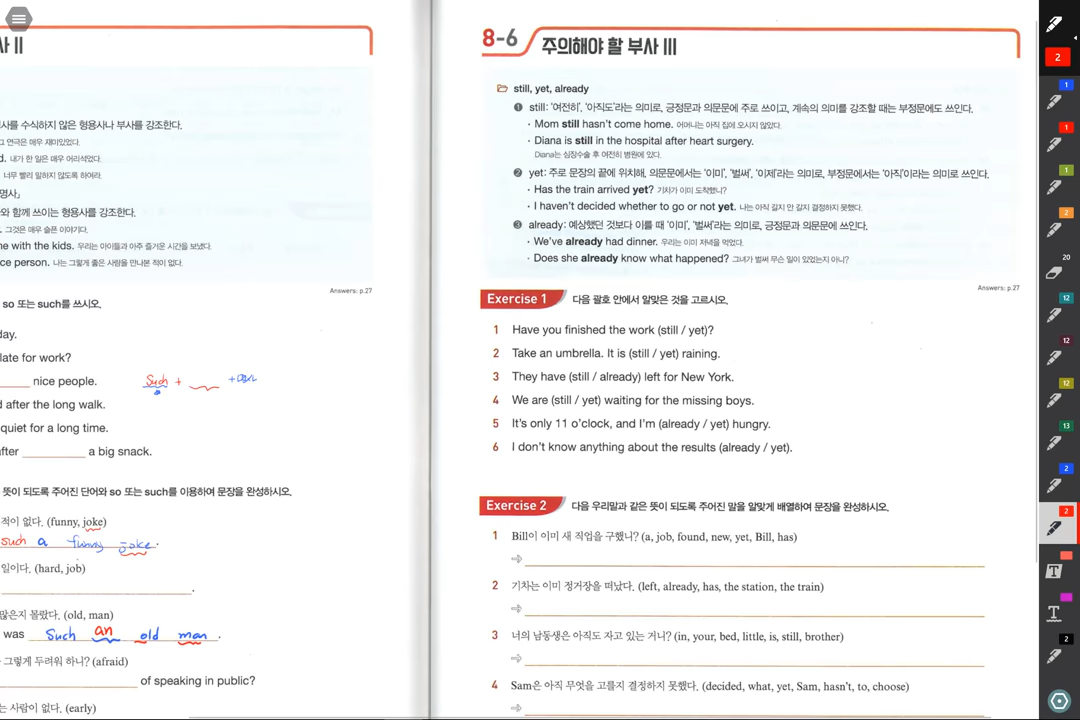 사 II
사를 수식하지 않은 형용사나 부사를 강조한다.
그 연극은 매우 재미있었다.
d. 내가 한 일은 매우 어리석었다.
너무 빨리 말하지 않도록 하여라.
명사」
와 함께 쓰이는 형용사를 강조한다.
. 그것은 매우 슬픈 이야기다.
me with the kids. 우리는 아이들과 아주 즐거운 시간을 보냈다.
ice person. 나는 그렇게 좋은 사람을 만나본 적이 없다.
Answers: p.27
so 또는 such를 쓰시오.
day.
late for work?
______ nice people.
Such + ___ +
d after the long walk.
quiet for a long time.
after __________ a big snack.
뜻이 되도록 주어진 단어와 so 또는 such를 이용하여 문장을 완성하시오.
적이 없다. (funny, joke)
such a funny joke.
일이다. (hard, job)
많은지 몰랐다. (old, man)
was Such an old man.
그렇게 두려워 하니? (afraid)
of speaking in public?
는 사람이 없다. (early)
8-6 주의해야 할 부사 III
still, yet, already
❶ still: '여전히', '아직도'라는 의미로, 긍정문과 의문문에 주로 쓰이고, 계속의 의미를 강조할 때는 부정문에도 쓰인다.
· Mom still hasn't come home. 어머니는 아직 집에 오시지 않았다.
· Diana is still in the hospital after heart surgery.
Diana는 심장수술 후 여전히 병원에 있다.
❷ yet: 주로 문장의 끝에 위치해, 의문문에서는 '이미', '벌써', '이제'라는 의미로, 부정문에서는 '아직'이라는 의미로 쓰인다.
· Has the train arrived yet? 기차가 이미 도착했니?
· I haven't decided whether to go or not yet. 나는 아직 갈지 안 갈지 결정하지 못했다.
❸ already: 예상했던 것보다 이를 때 '이미', '벌써'라는 의미로, 긍정문과 의문문에 쓰인다.
· We've already had dinner. 우리는 이미 저녁을 먹었다.
· Does she already know what happened? 그녀가 벌써 무슨 일이 있었는지 아니?
Answers: p.27
Exercise 1 다음 괄호 안에서 알맞은 것을 고르시오.
1 Have you finished the work (still / yet)?
2 Take an umbrella. It is (still / yet) raining.
3 They have (still / already) left for New York.
4 We are (still / yet) waiting for the missing boys.
5 It's only 11 o'clock, and I'm (already / yet) hungry.
6 I don't know anything about the results (already / yet).
Exercise 2 다음 우리말과 같은 뜻이 되도록 주어진 말을 알맞게 배열하여 문장을 완성하시오.
1 Bill이 이미 새 직업을 구했니? (a, job, found, new, yet, Bill, has)
⇨
2 기차는 이미 정거장을 떠났다. (left, already, has, the station, the train)
⇨
3 너의 남동생은 아직도 자고 있는 거니? (in, your, bed, little, is, still, brother)
⇨
4 Sam은 아직 무엇을 고를지 결정하지 못했다. (decided, what, yet, Sam, hasn't, to, choose)
⇨
2
1
1
1
2
20
12
12
12
13
2
2
T
T
2